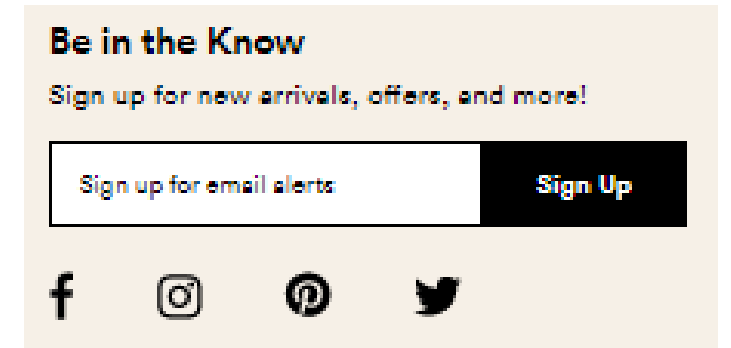 Be in the Know
Sign up for new arrivals, offers, and more!
Sign up for email alerts
Sign Up